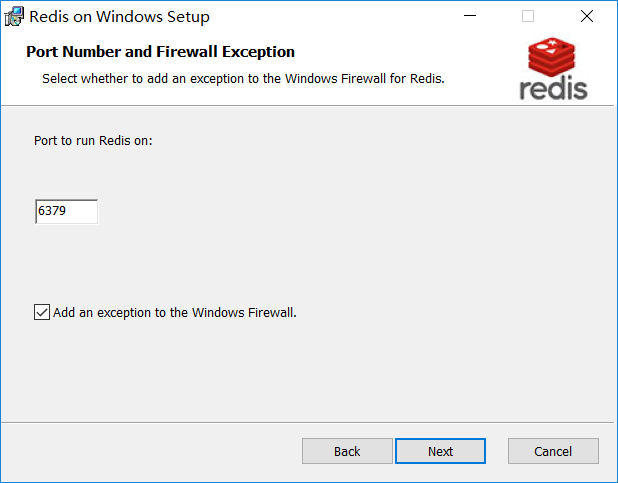 Redis on Windows Setup
Port Number and Firewall Exception
Select whether to add an exception to the Windows Firewall for Redis.
redis
Port to run Redis on:
6379
Add an exception to the Windows Firewall.
Back Next Cancel